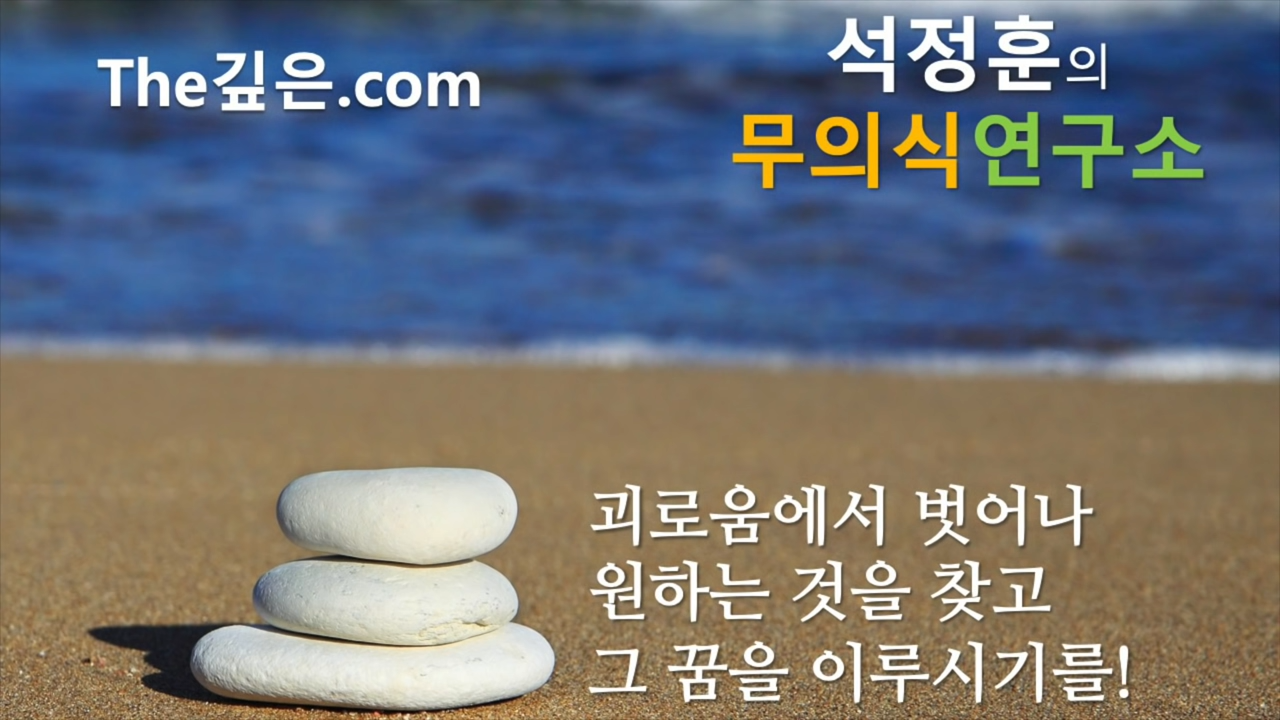 The깊은.com
석정훈의
무의식연구소
괴로움에서 벗어나
원하는 것을 찾고
그 꿈을 이루시기를!